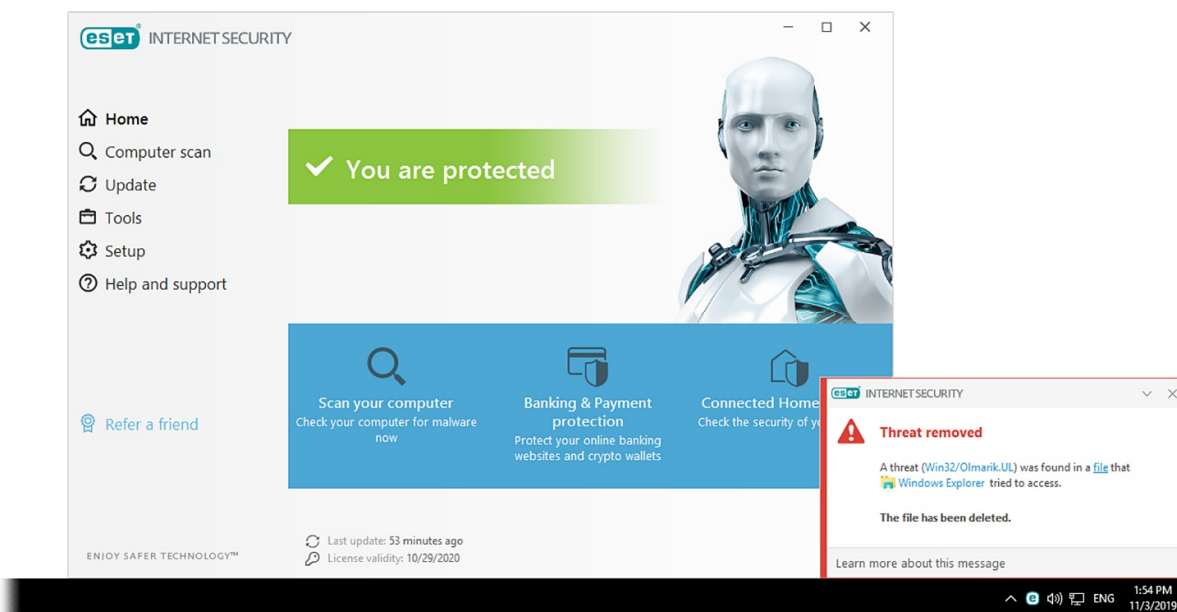 eseT INTERNET SECURITY
Home
Computer scan
Update
Tools
Setup
Help and support
Refer a friend
ENJOY SAFER TECHNOLOGY™
You are protected
Scan your computer
Check your computer for malware
now
Banking & Payment
protection
Protect your online banking
websites and crypto wallets
Connected Home
Check the security of
Last update: 53 minutes ago
License validity: 10/29/2020
eseT INTERNET SECURITY
Threat removed
A threat (Win32/Olmarik.UL) was found in a file that
Windows Explorer tried to access.
The file has been deleted.
Learn more about this message
ENG
1:54 PM
11/3/2019